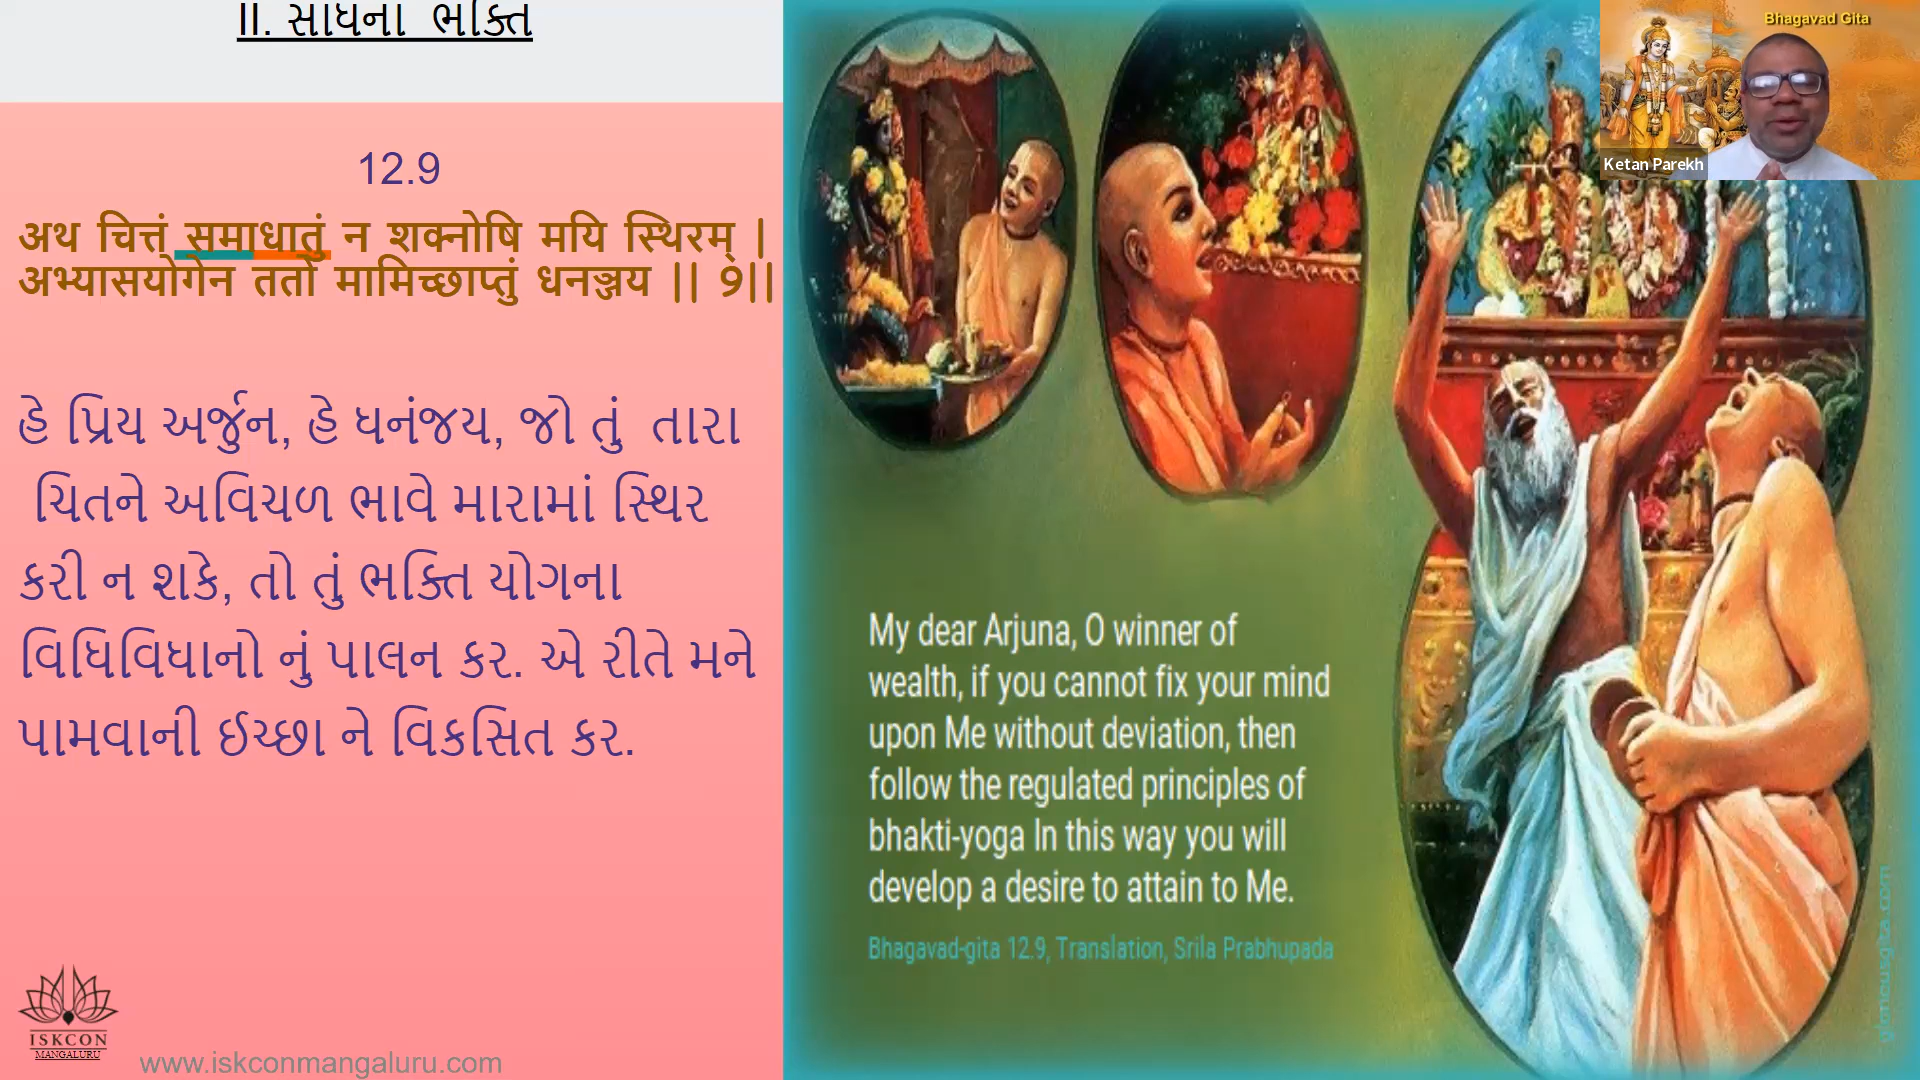 II. સાધના ભક્તિ
12.9
अथ चित्तं समाधातुं न शक्नोषि मयि स्थिरम् |
अभ्यासयोगेन ततो मामिच्छाप्तुं धनञ्जय || ९||
હે પ્રિય અર્જુન, હે ધનંજય, જો તું તારા
ચિતને અવિચળ ભાવે મારામાં સ્થિર
કરી ન શકે, તો તું ભક્તિ યોગના
વિધિવિધાનો નું પાલન કર. એ રીતે મને
પામવાની ઈચ્છા ને વિકસિત કર.
ISKCON
MANGALURU
www.iskconmangaluru.com
My dear Arjuna, O winner of
wealth, if you cannot fix your mind
upon Me without deviation, then
follow the regulated principles of
bhakti-yoga In this way you will
develop a desire to attain to Me.
Bhagavad-gita 12.9, Translation, Srila Prabhupada
Bhagavad Gita
Ketan Parekh